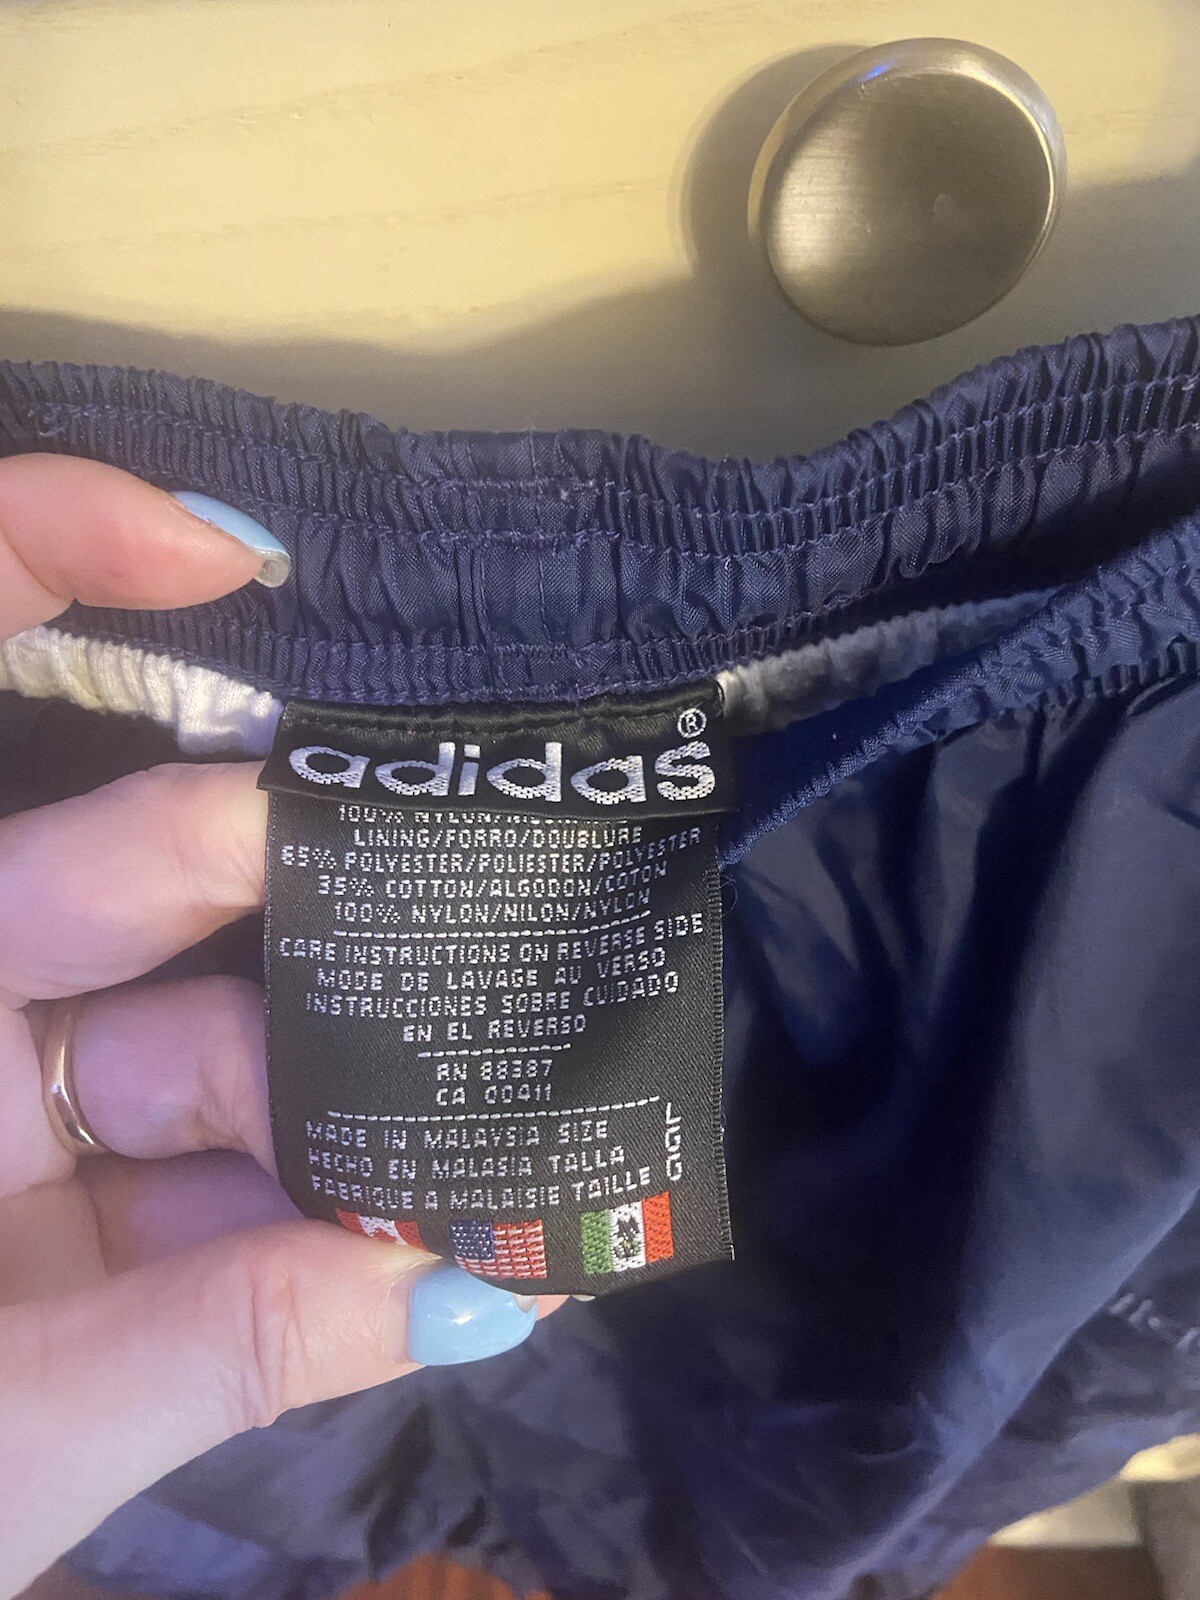 adidas®
100% NYLON/
LINING/FORRO/DOUBLURE
65% POLYESTER/POLIESTER/POLYESTER
35% COTTON/ALGODON/COTON
100% NYLON/NILON/NYLON
CARE INSTRUCTIONS ON REVERSE SIDE
MODE DE LAVAGE AU VERSO
INSTRUCCIONES SOBRE CUIDADO
EN EL REVERSO
RN 88387
CA 00411
MADE IN MALAYSIA SIZE
HECHO EN MALASIA TALLA
FABRIQUE A MALAISIE TAILLE